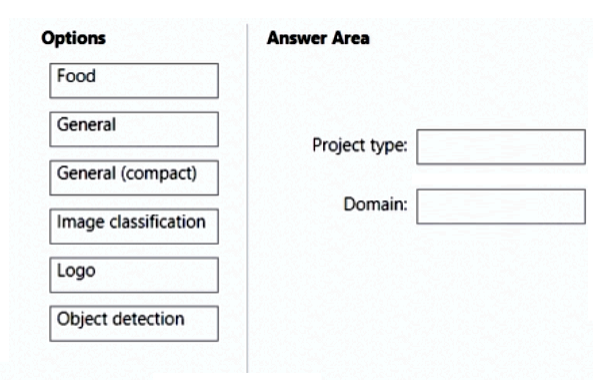 Options
Food
General
General (compact)
Image classification
Logo
Object detection
Answer Area
Project type:
Domain: